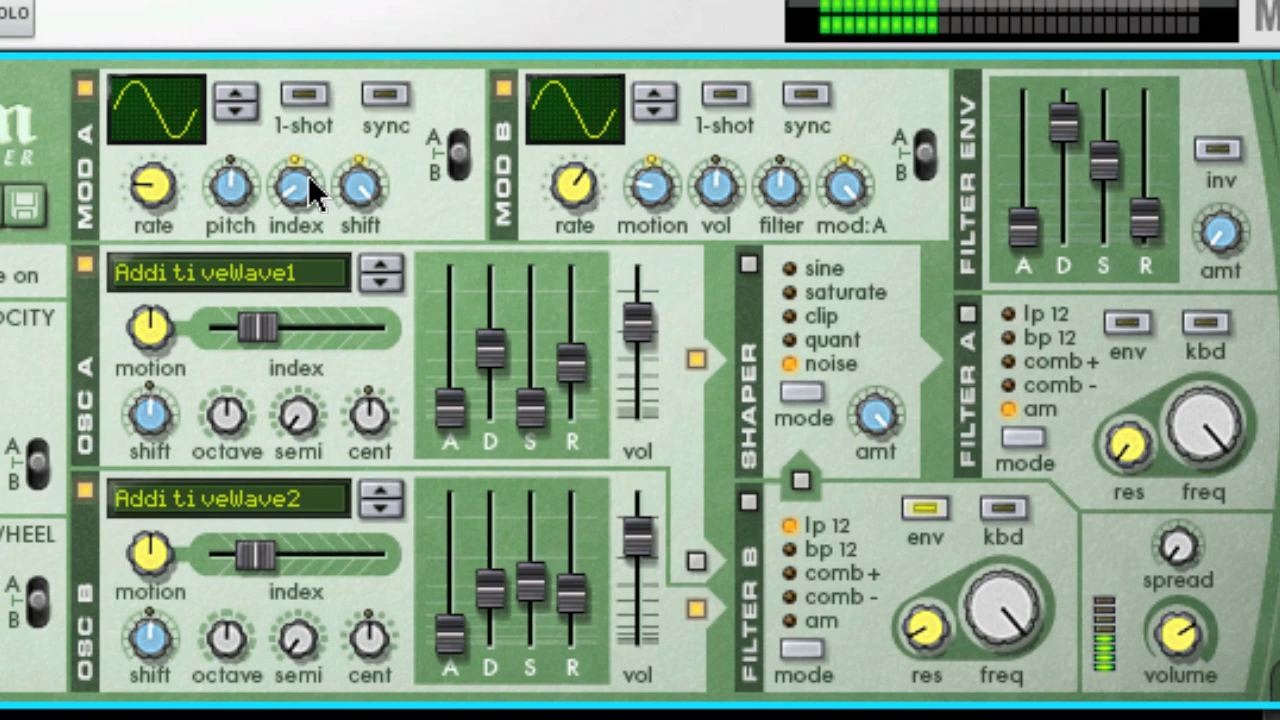 OLO
M
m
ER
MOD A
1-shot
sync
A
B
rate
pitch
index
shift
MOD B
1-shot
sync
A
B
rate
motion
vol
filter
mod:A
FILTER ENV
A
D
S
R
inv
amt
e on
OCITY
A
B
WHEEL
A
B
OSC A
AdditiveWave1
motion
index
shift
octave
semi
cent
A
D
S
R
vol
OSC B
AdditiveWave2
motion
index
shift
octave
semi
cent
A
D
S
R
vol
SHAPER
sine
saturate
clip
quant
noise
mode
amt
FILTER A
lp 12
bp 12
comb +
comb -
am
mode
env
kbd
res
freq
FILTER B
lp 12
bp 12
comb +
comb -
am
mode
env
kbd
res
freq
spread
volume